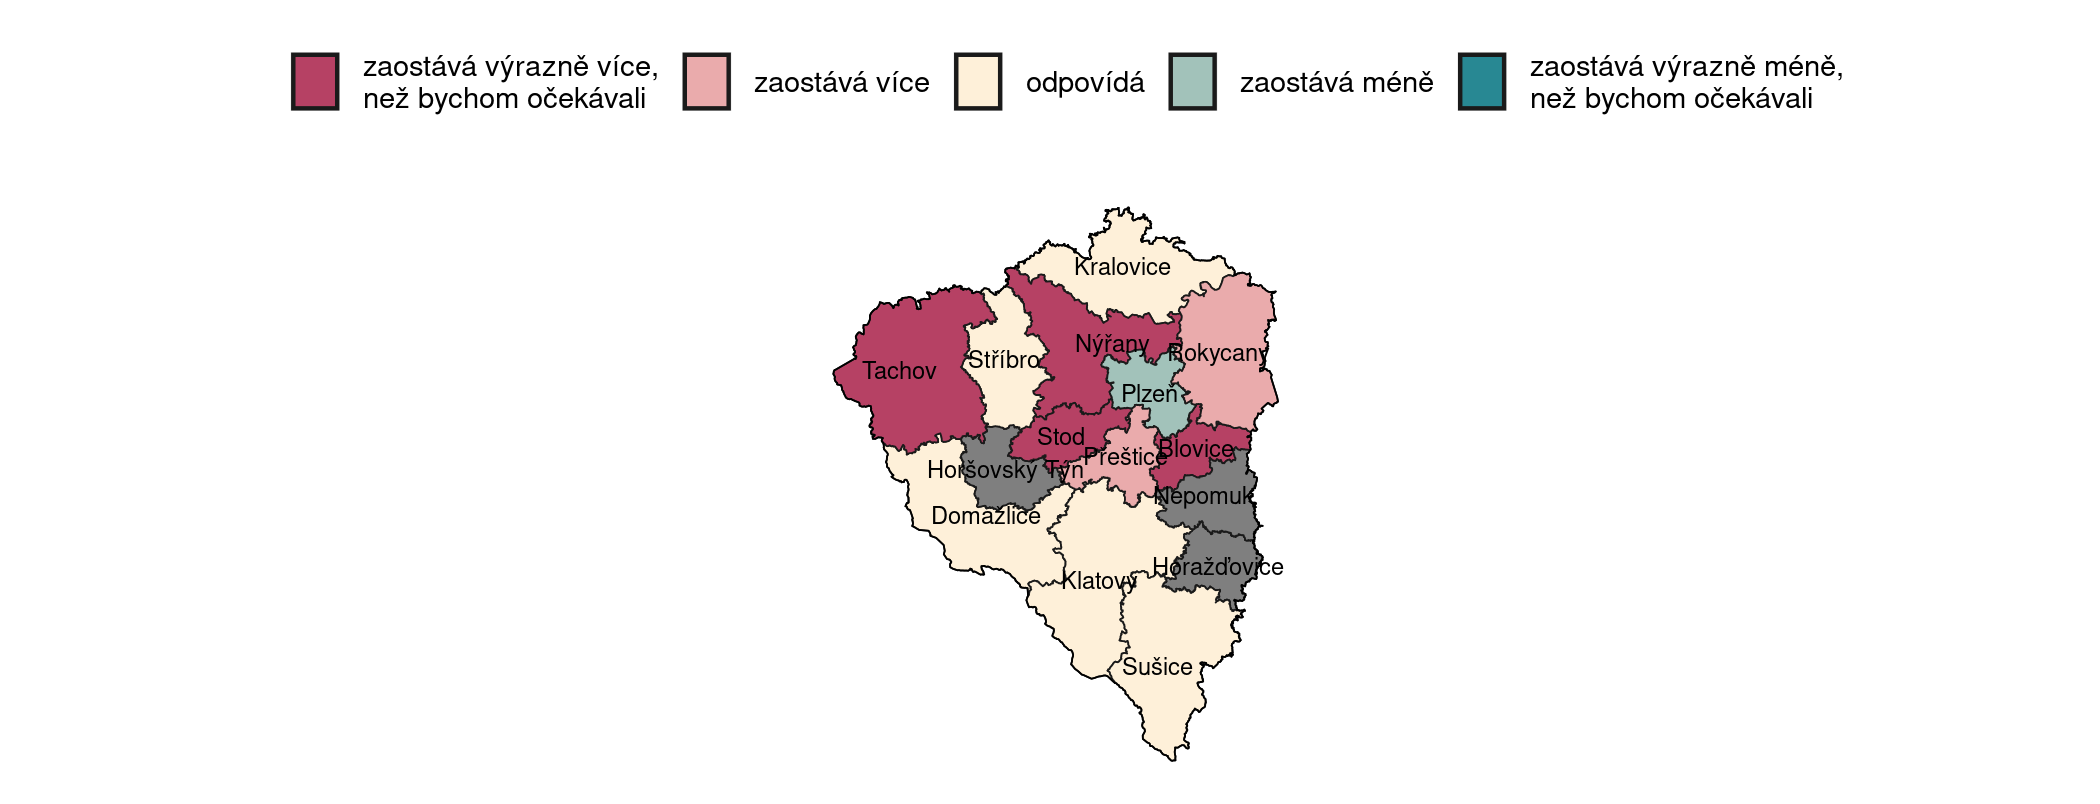 zaostává výrazně více,
než bychom očekávali
zaostává více
odpovídá
zaostává méně
zaostává výrazně méně,
než bychom očekávali
Kralovice
Nýřany
Rokycany
Stříbro
Tachov
Plzeň
Stod
Blovice
Přeštice
Horšovský Týn
Nepomuk
Domažlice
Horažďovice
Klatovy
Sušice